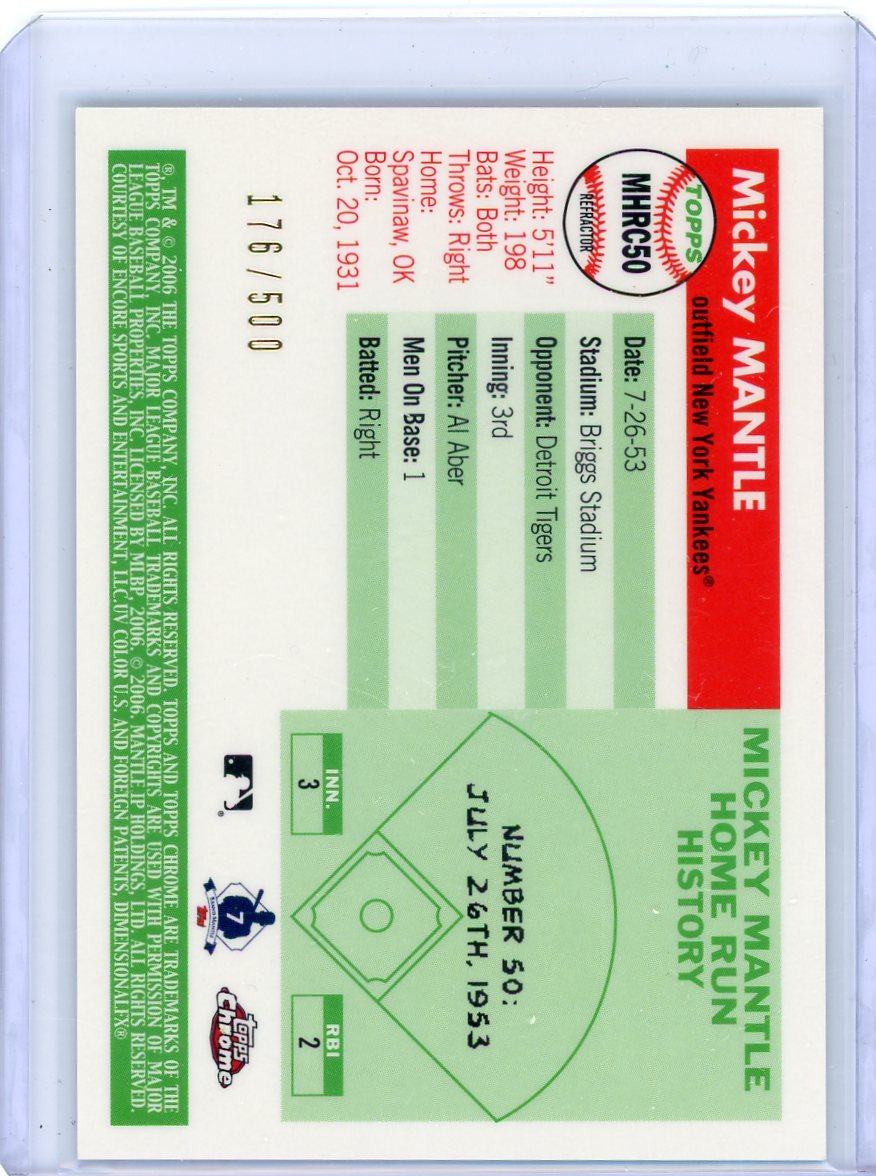 Mickey MANTLE
outfield New York Yankees®
TOPPS
MHRC50
REFRACTOR
Height: 5'11"
Weight: 198
Bats: Both
Throws: Right
Home:
Spavinaw, OK
Born:
Oct. 20, 1931
Date: 7-26-53
Stadium: Briggs Stadium
Opponent: Detroit Tigers
Inning: 3rd
Pitcher: Al Aber
Men On Base: 1
Batted: Right
176/500
MICKEY MANTLE
HOME RUN
HISTORY
NUMBER 50:
JULY 26TH, 1953
INN.
3
RBI
2
®
7
topps
Chrome
®, TM & © 2006 THE TOPPS COMPANY, INC. ALL RIGHTS RESERVED. TOPPS AND TOPPS CHROME ARE TRADEMARKS OF THE
TOPPS COMPANY, INC. MAJOR LEAGUE BASEBALL TRADEMARKS AND COPYRIGHTS ARE USED WITH PERMISSION OF MAJOR
LEAGUE BASEBALL PROPERTIES, INC. LICENSED BY MLBP, 2006. © 2006. MANTLE IP HOLDINGS, LTD. ALL RIGHTS RESERVED.
COURTESY OF ENCORE SPORTS AND ENTERTAINMENT, LLC. UV COLOR U.S. AND FOREIGN PATENTS, DIMENSIONALFX®